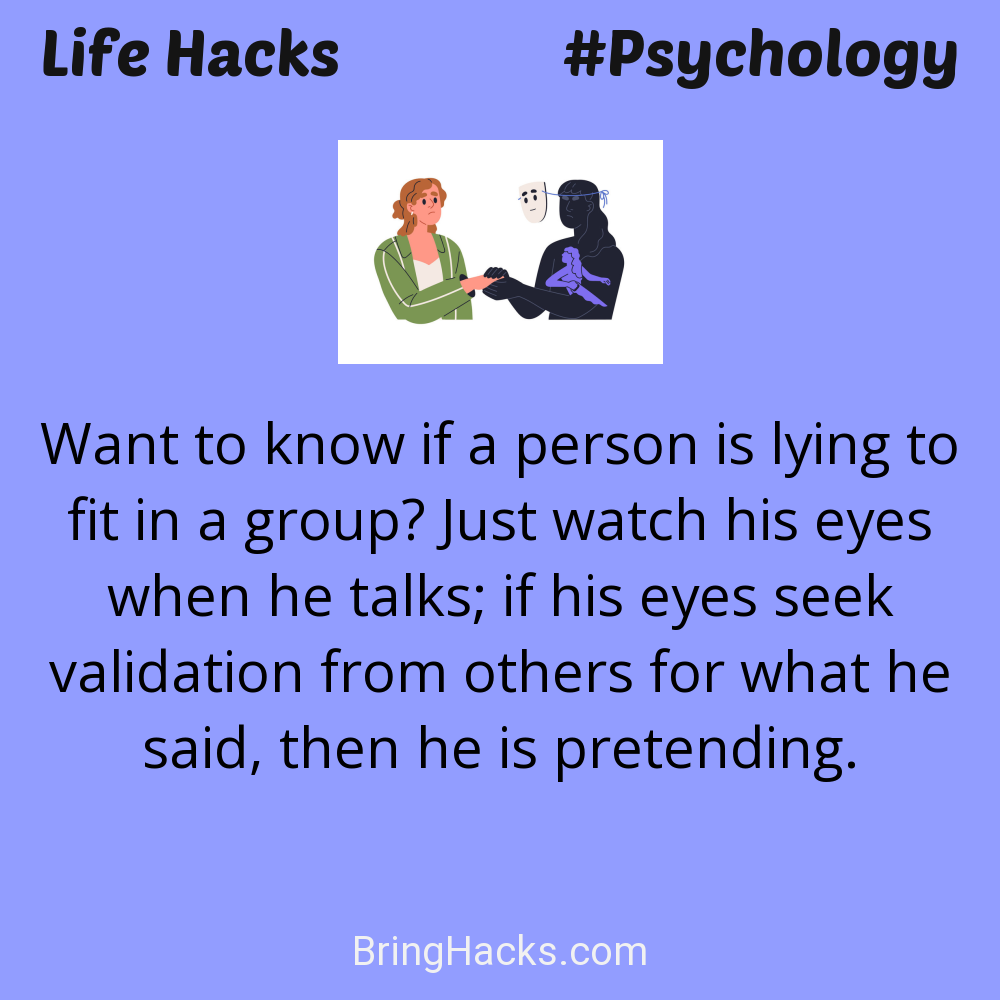 Life Hacks
#Psychology
Want to know if a person is lying to
fit in a group? Just watch his eyes
when he talks; if his eyes seek
validation from others for what he
said, then he is pretending.
BringHacks.com